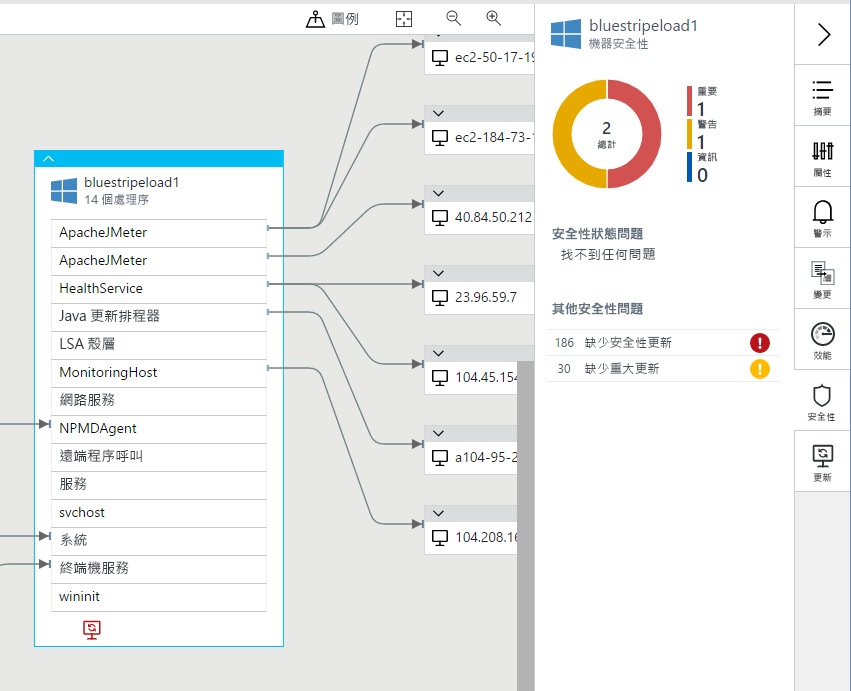 圖例
ec2-50-17-19
ec2-184-73-
40.84.50.212
23.96.59.7
104.45.154
a104-95-2
104.208.16
bluestripeload1
14 個處理序
ApacheJMeter
ApacheJMeter
HealthService
Java 更新排程器
LSA 殼層
MonitoringHost
網路服務
NPMDAgent
遠端程序呼叫
服務
svchost
系統
終端機服務
wininit
bluestripeload1
機器安全性
2
總計
重要
1
警告
1
資訊
0
安全性狀態問題
找不到任何問題
其他安全性問題
186 缺少安全性更新
30 缺少重大更新
摘要
屬性
警示
變更
效能
安全性
更新